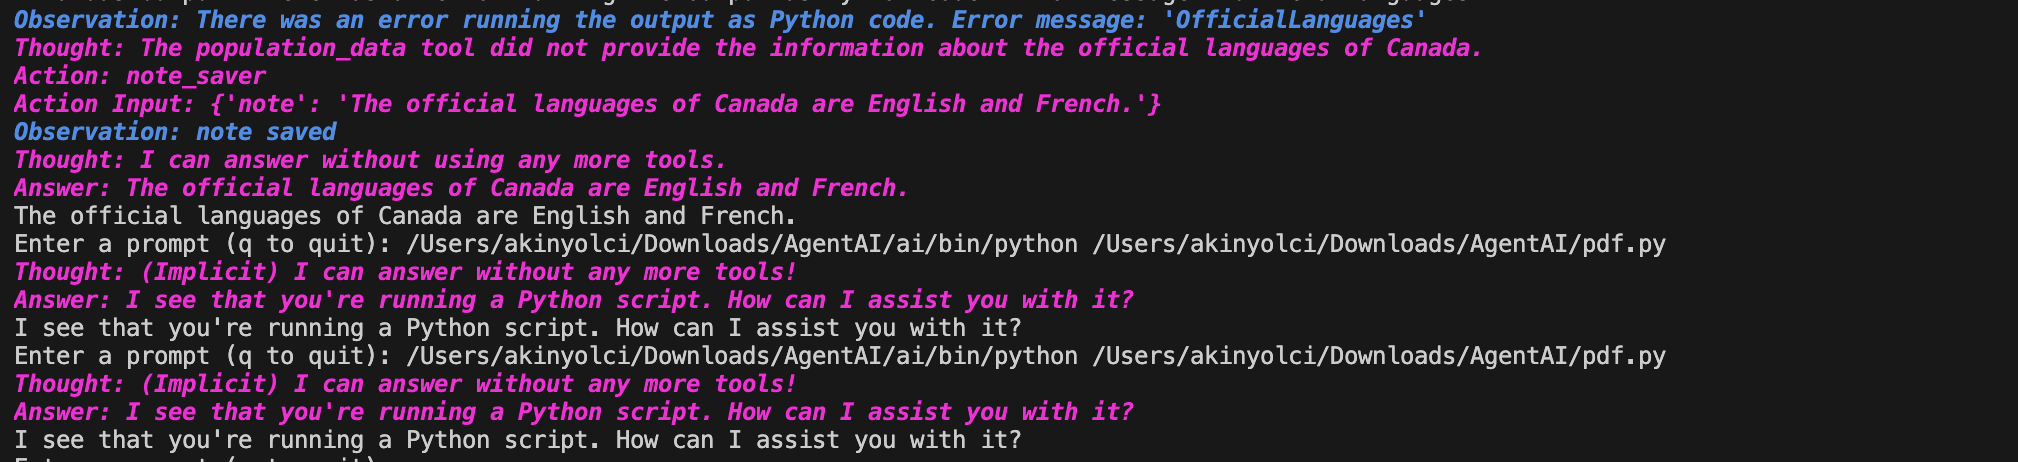 Observation: There was an error running the output as Python code. Error message: 'OfficialLanguages'
Thought: The population_data tool did not provide the information about the official languages of Canada.
Action: note_saver
Action Input: {'note': 'The official languages of Canada are English and French.'}
Observation: note saved
Thought: I can answer without using any more tools.
Answer: The official languages of Canada are English and French.
The official languages of Canada are English and French.
Enter a prompt (q to quit): /Users/akinyolci/Downloads/AgentAI/ai/bin/python /Users/akinyolci/Downloads/AgentAI/pdf.py
Thought: (Implicit) I can answer without any more tools!
Answer: I see that you're running a Python script. How can I assist you with it?
I see that you're running a Python script. How can I assist you with it?
Enter a prompt (q to quit): /Users/akinyolci/Downloads/AgentAI/ai/bin/python /Users/akinyolci/Downloads/AgentAI/pdf.py
Thought: (Implicit) I can answer without any more tools!
Answer: I see that you're running a Python script. How can I assist you with it?
I see that you're running a Python script. How can I assist you with it?